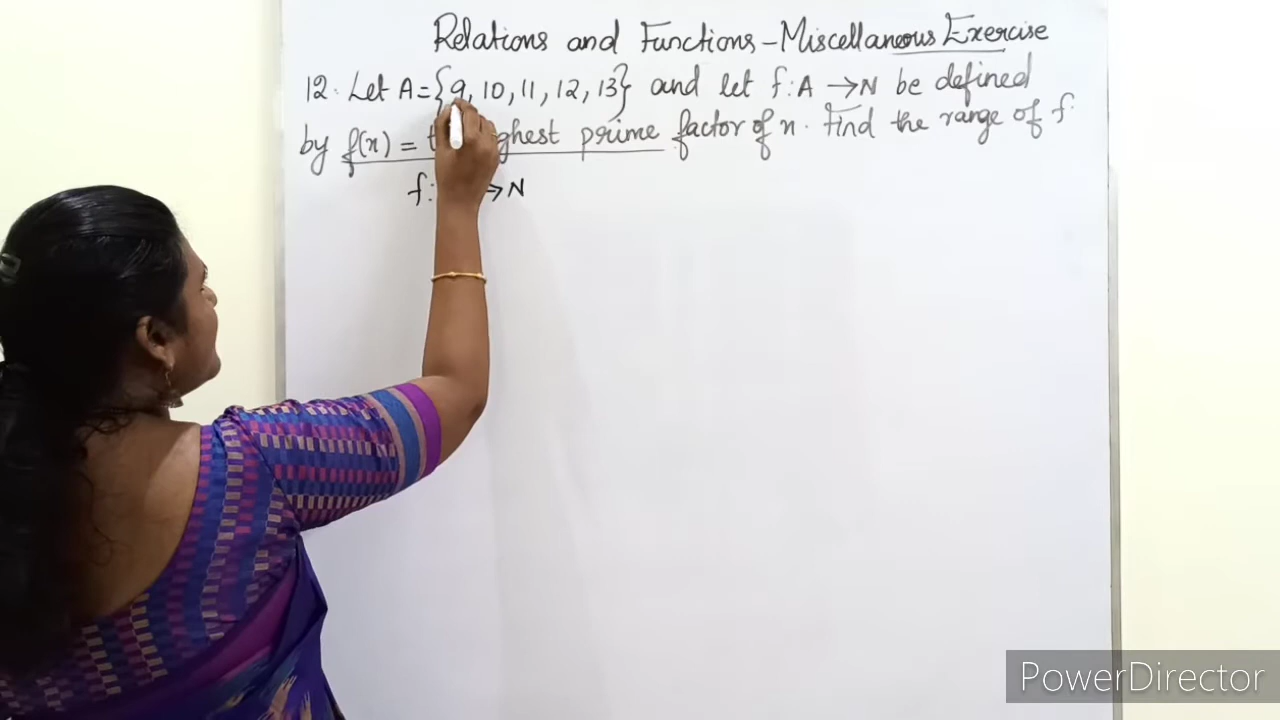 Relations and Functions - Miscellaneous Exercise
12. Let A = {9, 10, 11, 12, 13} and let f: A → N be defined
by f(n) = ghest prime factor of n. Find the range of f.
f: → N
PowerDirector